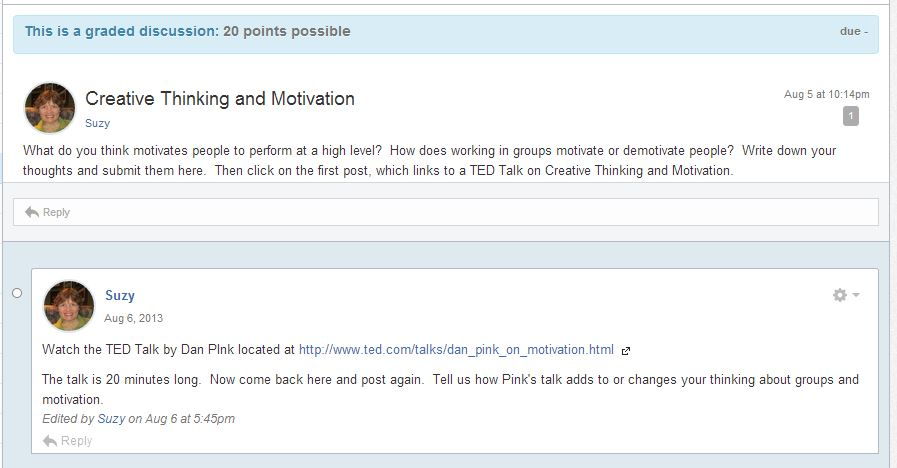 This is a graded discussion: 20 points possible
due -
Creative Thinking and Motivation
Aug 5 at 10:14pm
Suzy
1
What do you think motivates people to perform at a high level?  How does working in groups motivate or demotivate people?  Write down your
thoughts and submit them here.  Then click on the first post, which links to a TED Talk on Creative Thinking and Motivation.
Reply
Suzy
Aug 6, 2013
Watch the TED Talk by Dan PInk located at http://www.ted.com/talks/dan_pink_on_motivation.html
The talk is 20 minutes long.  Now come back here and post again.  Tell us how Pink's talk adds to or changes your thinking about groups and
motivation.
Edited by Suzy on Aug 6 at 5:45pm
Reply